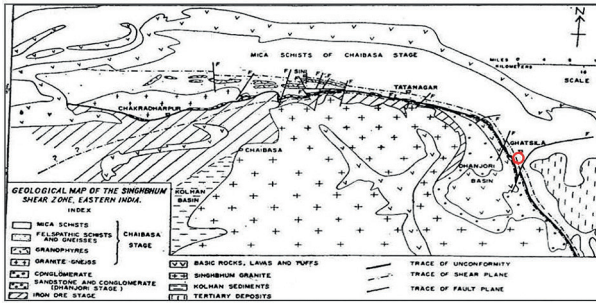 N
MICA SCHISTS OF CHAIBASA STAGE
MILES
KILOMETERS
SCALE
SINI
TATANAGAR
CHAKRADHARPUR
GHATSILA
CHAIBASA
DHANJORI
BASIN
KOLHAN
BASIN
GEOLOGICAL MAP OF THE SINGHBHUM
SHEAR ZONE, EASTERN INDIA.
INDEX
MICA SCHISTS
FELSPATHIC SCHISTS
AND GNEISSES
GRANOPHYRES
GRANITE-GNEISS
CHAIBASA
STAGE
CONGLOMERATE
SANDSTONE AND CONGLOMERATE
(DHANJORI STAGE)
IRON ORE STAGE
BASIC ROCKS, LAVAS AND TUFFS
SINGHBHUM GRANITE
KOLHAN SEDIMENTS
TERTIARY DEPOSITS
TRACE OF UNCONFORMITY
TRACE OF SHEAR PLANE
TRACE OF FAULT PLANE